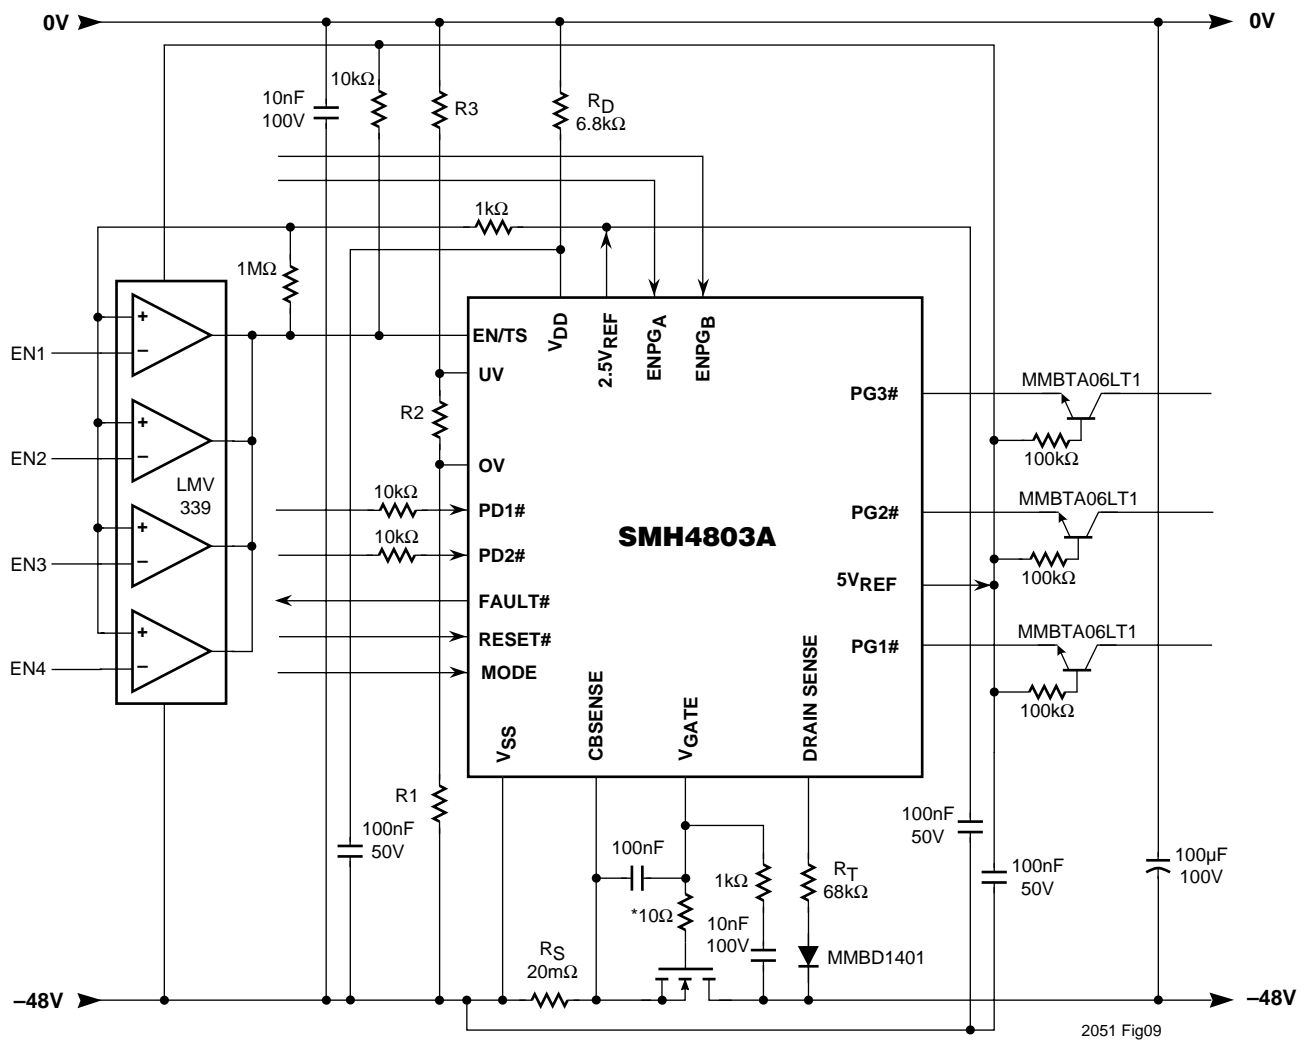 0V
0V
10kΩ
10nF
100V
R3
RD
6.8kΩ
1kΩ
1MΩ
EN/TS
VDD
2.5VREF
ENPGA
ENPGB
EN1
UV
MMBTA06LT1
PG3#
R2
100kΩ
EN2
OV
LMV
339
10kΩ
PD1#
MMBTA06LT1
PG2#
SMH4803A
10kΩ
PD2#
EN3
100kΩ
5VREF
FAULT#
MMBTA06LT1
RESET#
PG1#
EN4
MODE
100kΩ
VSS
CBSENSE
VGATE
DRAIN SENSE
R1
100nF
50V
100nF
50V
100nF
1kΩ
RT
68kΩ
100nF
50V
100µF
100V
*10Ω
10nF
100V
RS
20mΩ
MMBD1401
–48V
–48V
2051 Fig09